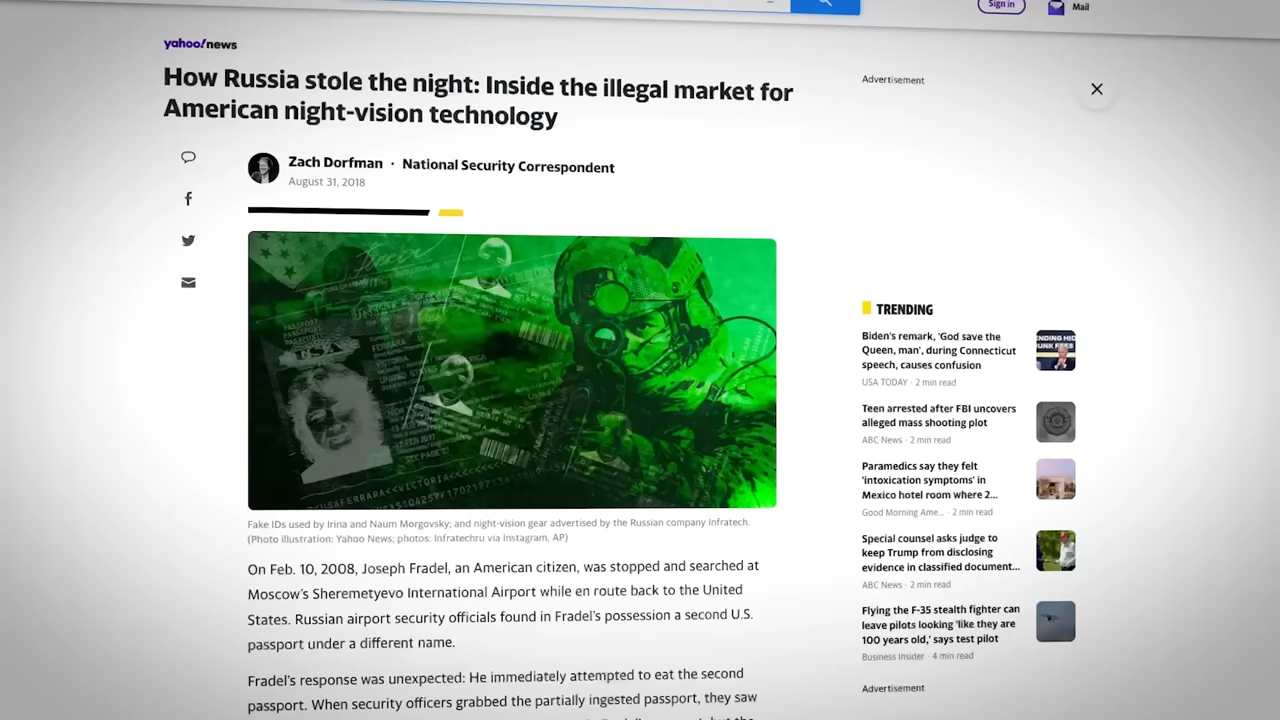 Sign in
Mail
yahoo!news
How Russia stole the night: Inside the illegal market for
American night-vision technology
Zach Dorfman · National Security Correspondent
August 31, 2018
PASSPORT
USA
FERRARA
VICTORIA
USAFERRARA<<VICTORIA<<<<<<<
Fake IDs used by Irina and Naum Morgovsky; and night-vision gear advertised by the Russian company Infratech.
(Photo illustration: Yahoo News; photos: Infratechru via Instagram, AP)
On Feb. 10, 2008, Joseph Fradel, an American citizen, was stopped and searched at
Moscow's Sheremetyevo International Airport while en route back to the United
States. Russian airport security officials found in Fradel's possession a second U.S.
passport under a different name.
Fradel's response was unexpected: He immediately attempted to eat the second
passport. When security officers grabbed the partially ingested passport, they saw
Advertisement
TRENDING
Biden's remark, 'God save the
Queen, man', during Connecticut
speech, causes confusion
USA TODAY · 2 min read
Teen arrested after FBI uncovers
alleged mass shooting plot
ABC News · 2 min read
Paramedics say they felt
'intoxication symptoms' in
Mexico hotel room where 2...
Good Morning Ame... · 2 min read
Special counsel asks judge to
keep Trump from disclosing
evidence in classified document...
ABC News · 2 min read
Flying the F-35 stealth fighter can
leave pilots looking 'like they are
100 years old,' says test pilot
Business Insider · 4 min read
Advertisement